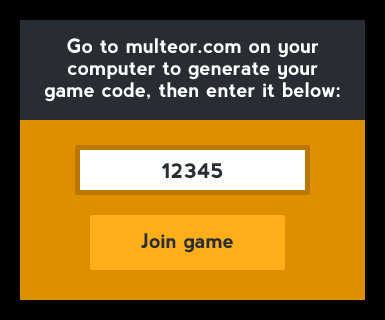 Go to multeor.com on your
computer to generate your
game code, then enter it below:
12345
Join game